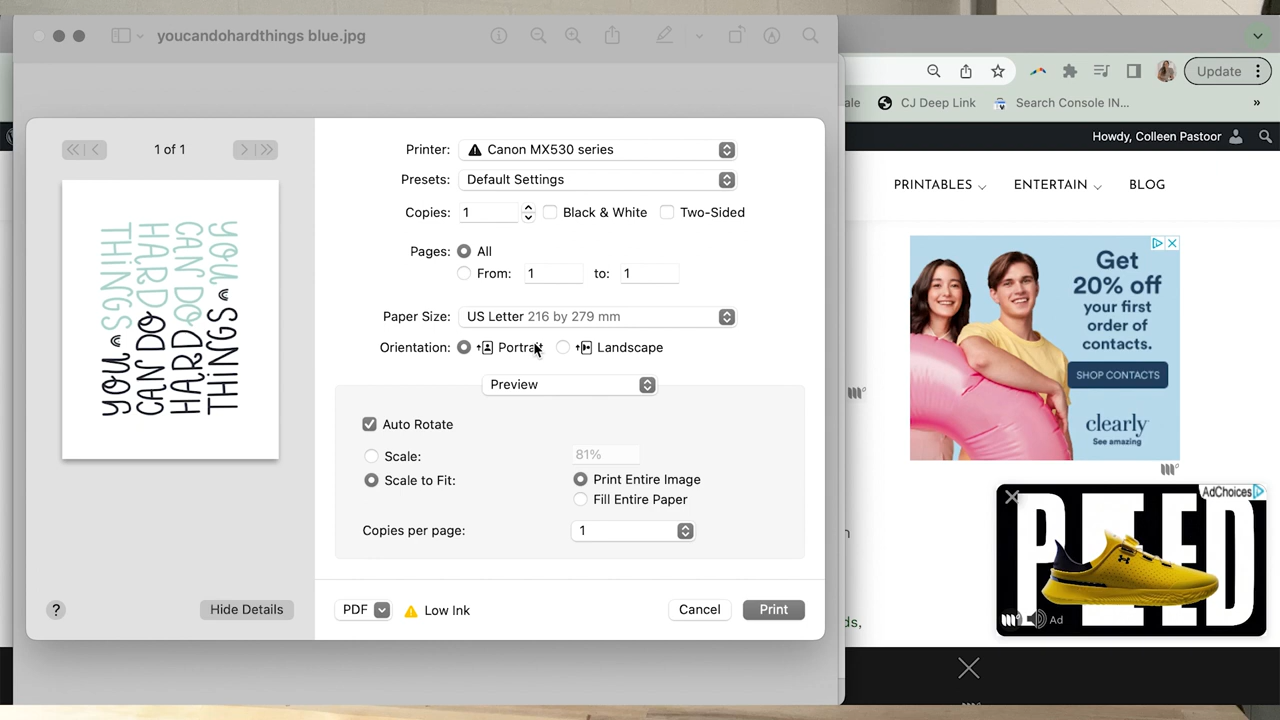 youcandohardthings blue.jpg
Update
ale
CJ Deep Link
Search Console IN...
»
Howdy, Colleen Pastoor
PRINTABLES
ENTERTAIN
BLOG
1 of 1
YOU
CAN DO
HARD
THINGS
YOU
CAN DO
HARD
THINGS
Printer:
Canon MX530 series
Presets:
Default Settings
Copies:
1
Black & White
Two-Sided
Pages:
All
From:
1
to:
1
Paper Size:
US Letter 216 by 279 mm
Orientation:
Portrait
Landscape
Preview
Auto Rotate
Scale:
81%
Scale to Fit:
Print Entire Image
Fill Entire Paper
Copies per page:
1
?
Hide Details
PDF
Low Ink
Cancel
Print
Get
20% off
your first
order of
contacts.
SHOP CONTACTS
clearly
See amazing
n
ds,
AdChoices
Ad